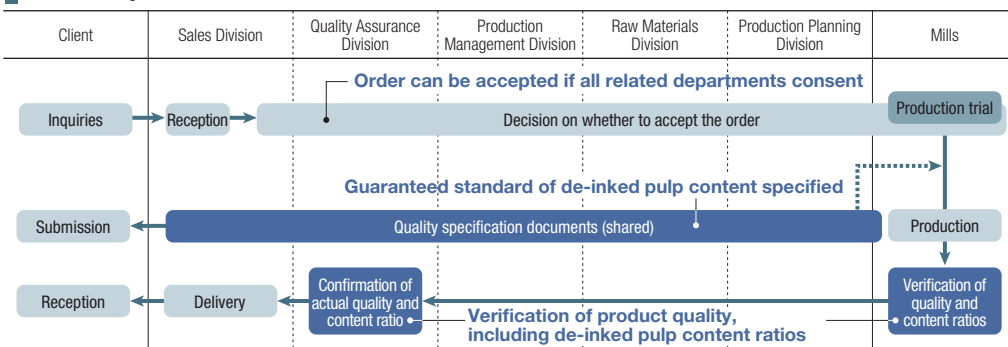 Client
Sales Division
Quality Assurance
Division
Production
Management Division
Raw Materials
Division
Production Planning
Division
Mills
Order can be accepted if all related departments consent
Inquiries
Reception
Decision on whether to accept the order
Production trial
Guaranteed standard of de-inked pulp content specified
Submission
Quality specification documents (shared)
Production
Reception
Delivery
Confirmation of
actual quality and
content ratio
Verification of product quality,
including de-inked pulp content ratios
Verification of
quality and
content ratios